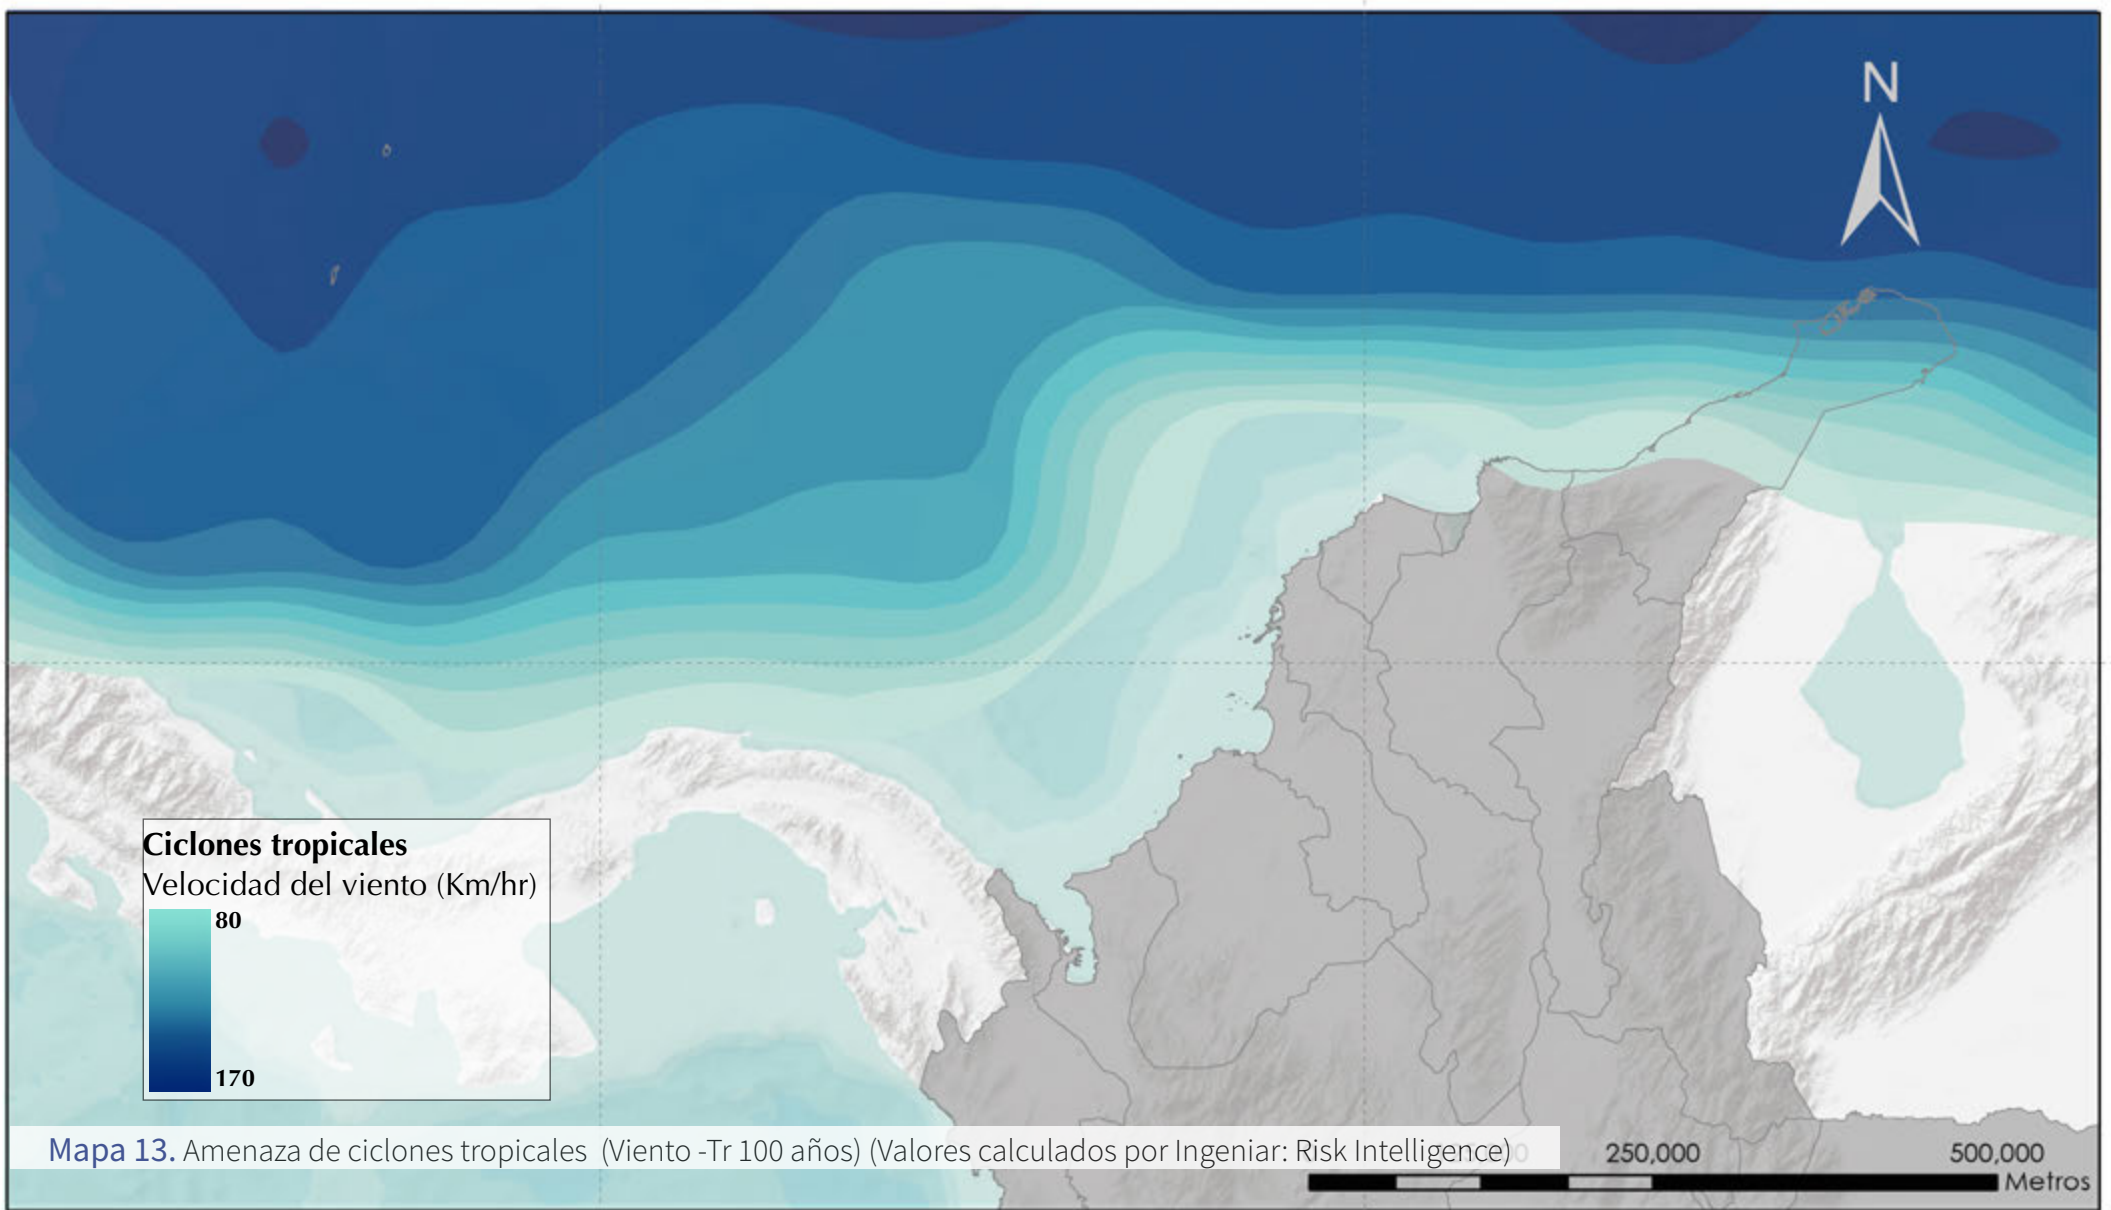 N
Ciclones tropicales
Velocidad del viento (Km/hr)
80
170
Mapa 13. Amenaza de ciclones tropicales (Viento -Tr 100 años) (Valores calculados por Ingeniar: Risk Intelligence)
250,000
500,000
Metros